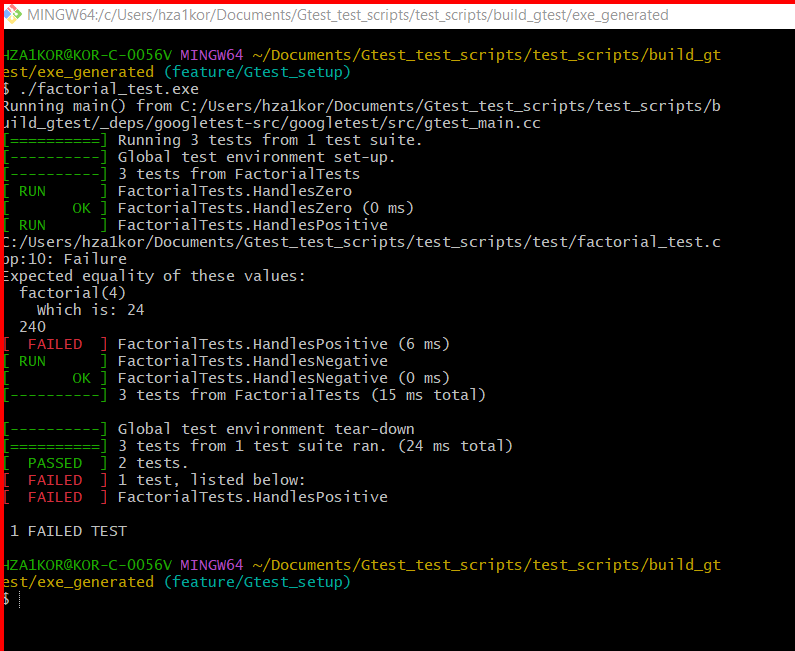 MINGW64:/c/Users/hza1kor/Documents/Gtest_test_scripts/test_scripts/build_gtest/exe_generated
HZA1KOR@KOR-C-0056V MINGW64 ~/Documents/Gtest_test_scripts/test_scripts/build_gt
est/exe_generated (feature/Gtest_setup)
$ ./factorial_test.exe
Running main() from C:/Users/hza1kor/Documents/Gtest_test_scripts/test_scripts/b
uild_gtest/_deps/googletest-src/googletest/src/gtest_main.cc
[==========] Running 3 tests from 1 test suite.
[----------] Global test environment set-up.
[----------] 3 tests from FactorialTests
[ RUN      ] FactorialTests.HandlesZero
[       OK ] FactorialTests.HandlesZero (0 ms)
[ RUN      ] FactorialTests.HandlesPositive
C:/Users/hza1kor/Documents/Gtest_test_scripts/test_scripts/test/factorial_test.c
pp:10: Failure
Expected equality of these values:
  factorial(4)
    Which is: 24
  240
[  FAILED  ] FactorialTests.HandlesPositive (6 ms)
[ RUN      ] FactorialTests.HandlesNegative
[       OK ] FactorialTests.HandlesNegative (0 ms)
[----------] 3 tests from FactorialTests (15 ms total)

[----------] Global test environment tear-down
[==========] 3 tests from 1 test suite ran. (24 ms total)
[  PASSED  ] 2 tests.
[  FAILED  ] 1 test, listed below:
[  FAILED  ] FactorialTests.HandlesPositive

 1 FAILED TEST

HZA1KOR@KOR-C-0056V MINGW64 ~/Documents/Gtest_test_scripts/test_scripts/build_gt
est/exe_generated (feature/Gtest_setup)
$